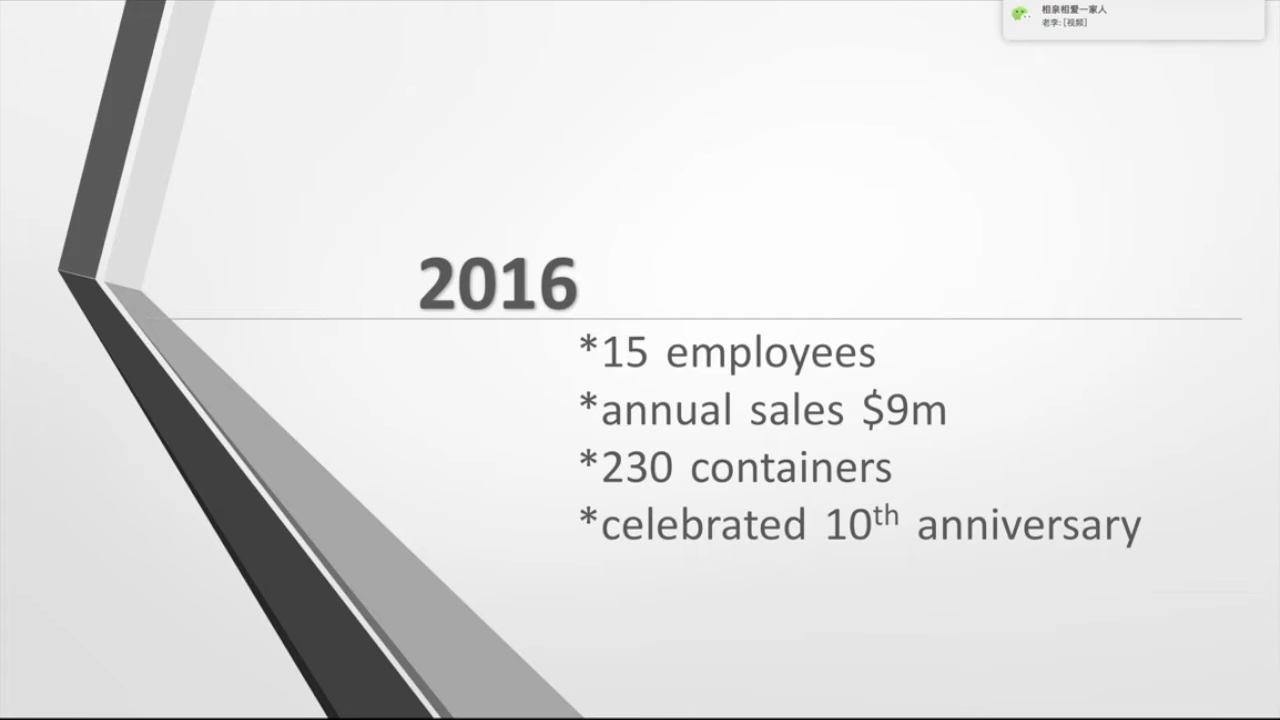 相亲相爱一家人
老李: [视频]
2016
*15 employees
*annual sales $9m
*230 containers
*celebrated 10th anniversary